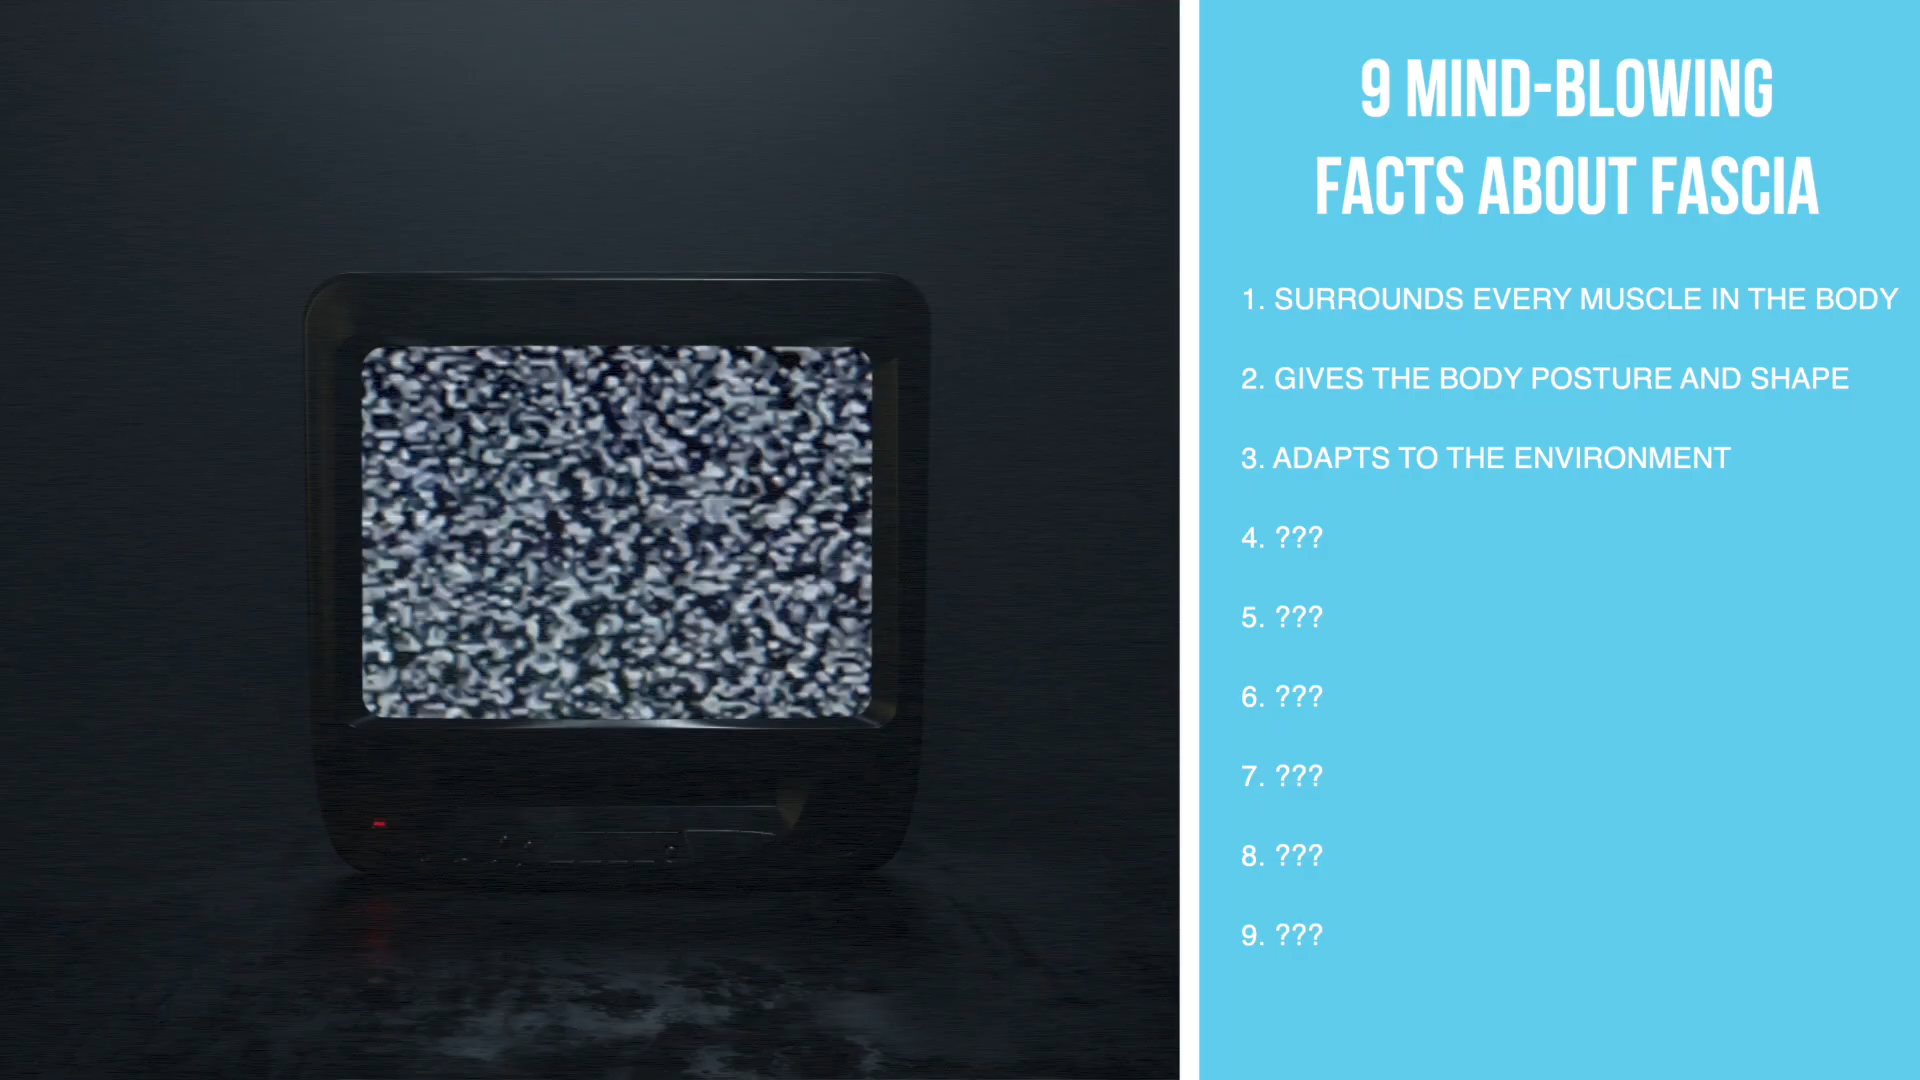 9 MIND-BLOWING
FACTS ABOUT FASCIA
1. SURROUNDS EVERY MUSCLE IN THE BODY
2. GIVES THE BODY POSTURE AND SHAPE
3. ADAPTS TO THE ENVIRONMENT
4. ???
5. ???
6. ???
7. ???
8. ???
9. ???